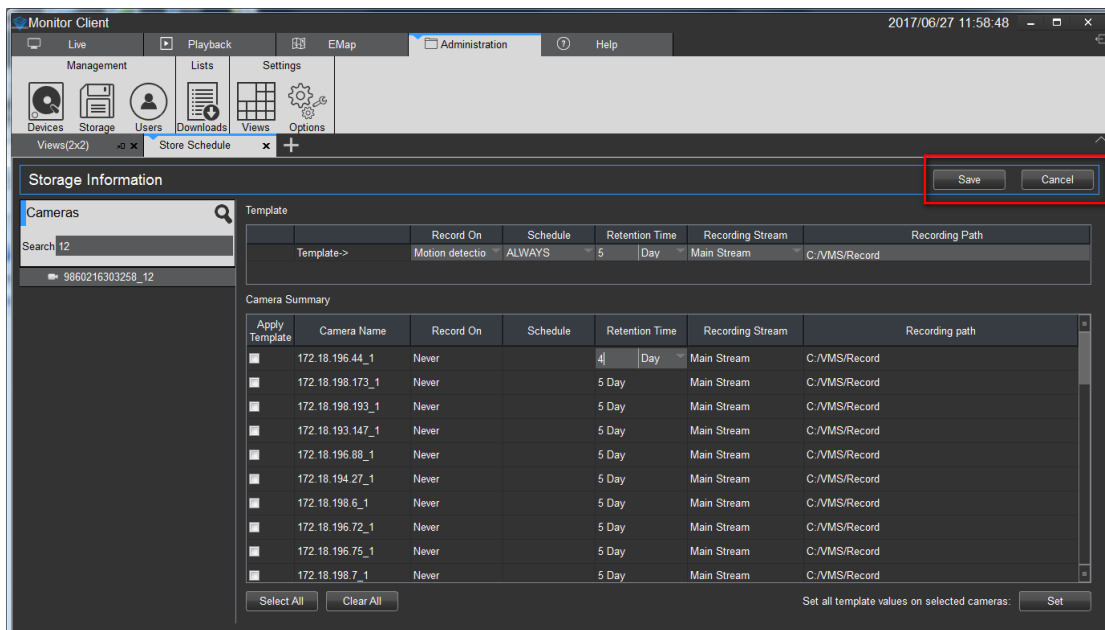 Monitor Client 2017/06/27 11:58:48
Live Playback EMap Administration Help
Management Lists Settings
Devices Storage Users Downloads Views Options
Views(2x2) Store Schedule
Storage Information Save Cancel
Cameras
Search 12
9860216303258_12
Template
Record On Schedule Retention Time Recording Stream Recording Path
Template-> Motion detectio ALWAYS 5 Day Main Stream C:/VMS/Record
Camera Summary
Apply Template Camera Name Record On Schedule Retention Time Recording Stream Recording path
172.18.196.44_1 Never 4 Day Main Stream C:/VMS/Record
172.18.198.173_1 Never 5 Day Main Stream C:/VMS/Record
172.18.198.193_1 Never 5 Day Main Stream C:/VMS/Record
172.18.193.147_1 Never 5 Day Main Stream C:/VMS/Record
172.18.196.88_1 Never 5 Day Main Stream C:/VMS/Record
172.18.194.27_1 Never 5 Day Main Stream C:/VMS/Record
172.18.198.6_1 Never 5 Day Main Stream C:/VMS/Record
172.18.196.72_1 Never 5 Day Main Stream C:/VMS/Record
172.18.196.75_1 Never 5 Day Main Stream C:/VMS/Record
172.18.198.7_1 Never 5 Day Main Stream C:/VMS/Record
Select All Clear All Set all template values on selected cameras: Set